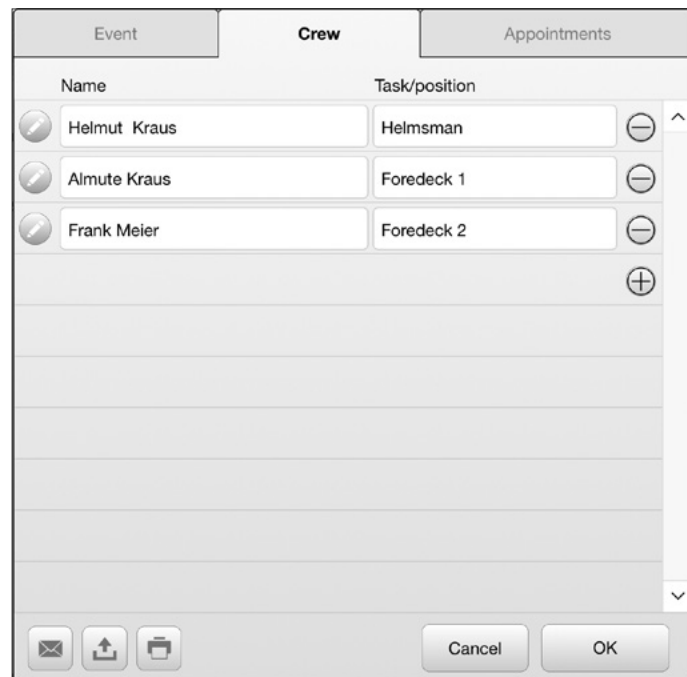 Event Crew Appointments
Name Task/position
Helmut Kraus Helmsman
Almute Kraus Foredeck 1
Frank Meier Foredeck 2
Cancel OK